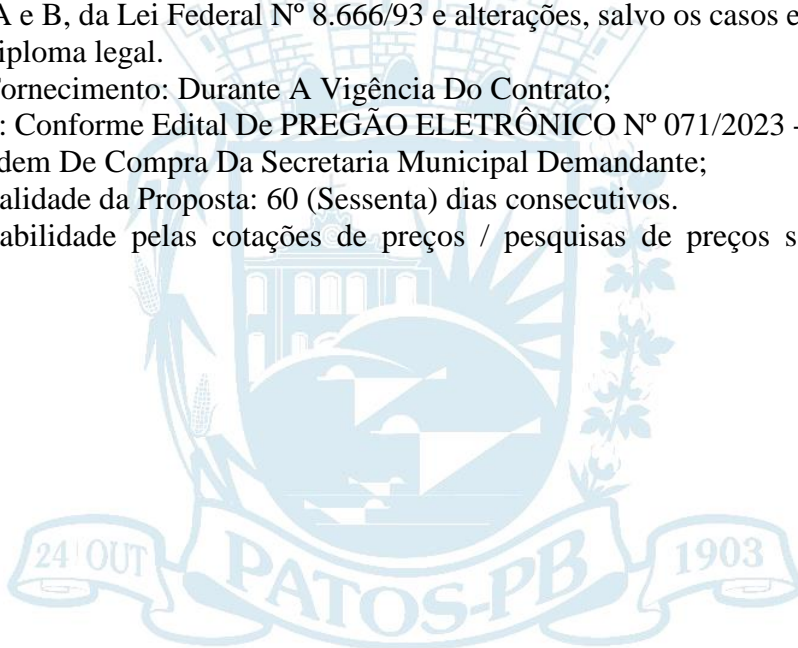 A e B, da Lei Federal Nº 8.666/93 e alterações, salvo os casos e
iploma legal.
ornecimento: Durante A Vigência Do Contrato;
: Conforme Edital De PREGÃO ELETRÔNICO Nº 071/2023 -
dem De Compra Da Secretaria Municipal Demandante;
alidade da Proposta: 60 (Sessenta) dias consecutivos.
abilidade pelas cotações de preços / pesquisas de preços s
24 OUT
PATOS-PB
1903